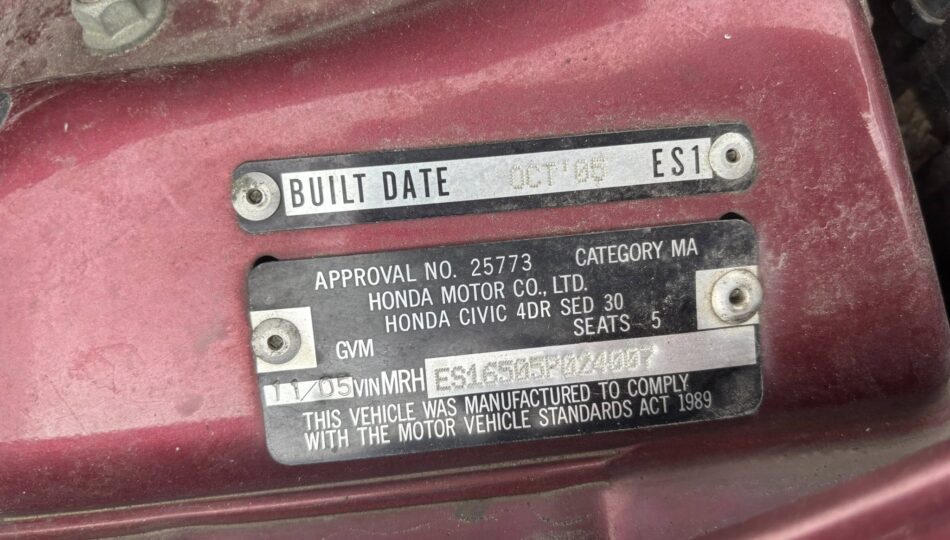 BUILT DATE OCT'05 ES1
APPROVAL NO. 25773 CATEGORY MA
HONDA MOTOR CO., LTD.
HONDA CIVIC 4DR SED 30
SEATS 5
GVM
11/05 VIN MRH ES16505P024007
THIS VEHICLE WAS MANUFACTURED TO COMPLY
WITH THE MOTOR VEHICLE STANDARDS ACT 1989